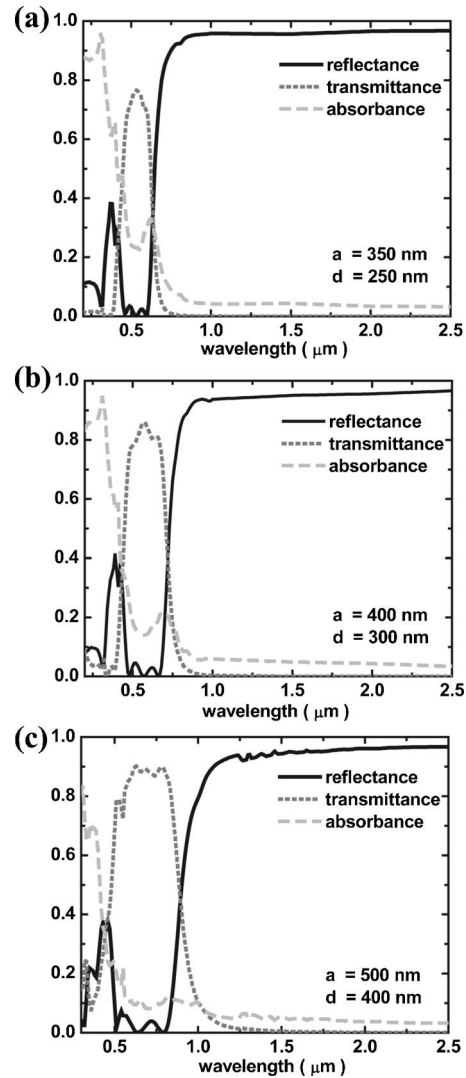 (a)
1.0
0.8
0.6
0.4
0.2
0.0
reflectance
transmittance
absorbance
a = 350 nm
d = 250 nm
0.5 1.0 1.5 2.0 2.5
wavelength ( μm )
(b)
1.0
0.8
0.6
0.4
0.2
0.0
reflectance
transmittance
absorbance
a = 400 nm
d = 300 nm
0.5 1.0 1.5 2.0 2.5
wavelength ( μm )
(c)
1.0
0.8
0.6
0.4
0.2
0.0
reflectance
transmittance
absorbance
a = 500 nm
d = 400 nm
0.5 1.0 1.5 2.0 2.5
wavelength ( μm )